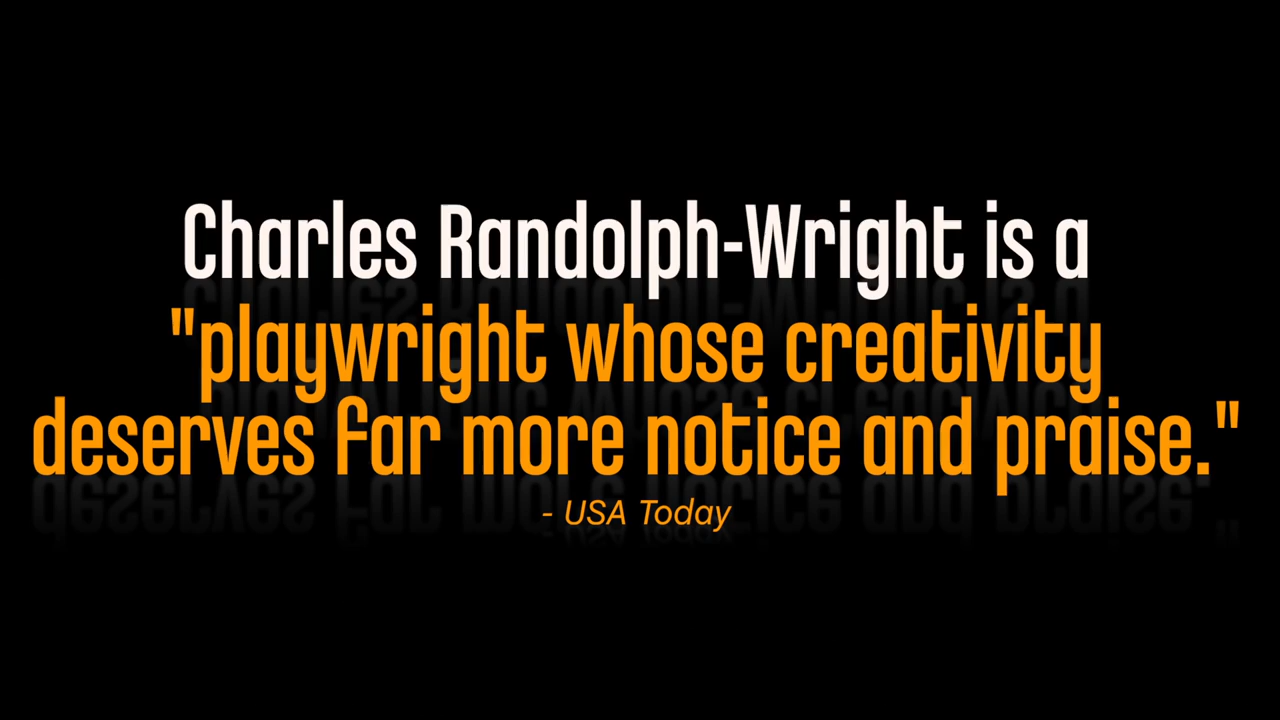 Charles Randolph-Wright is a
"playwright whose creativity
deserves far more notice and praise."
- USA Today